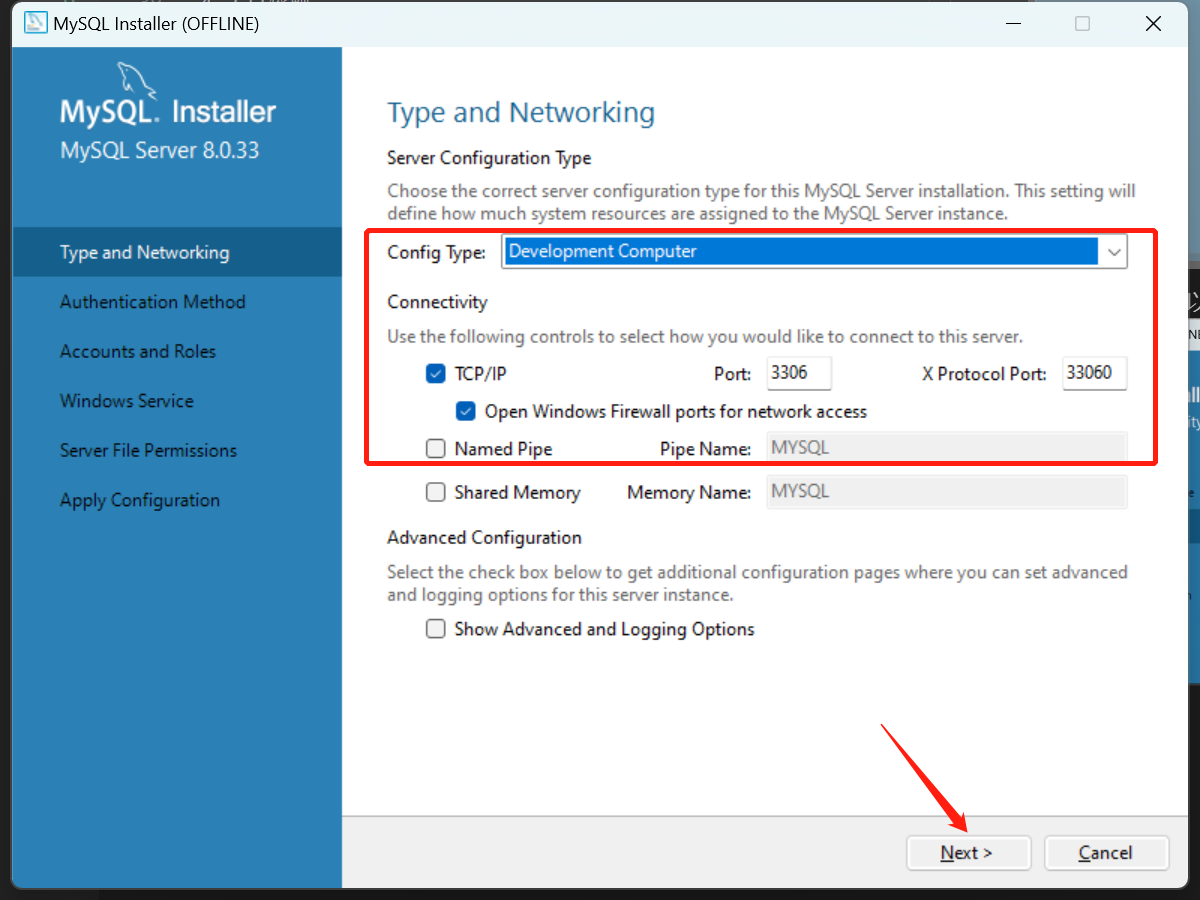 MySQL Installer (OFFLINE)
MySQL. Installer
MySQL Server 8.0.33
Type and Networking
Authentication Method
Accounts and Roles
Windows Service
Server File Permissions
Apply Configuration
Type and Networking
Server Configuration Type
Choose the correct server configuration type for this MySQL Server installation. This setting will
define how much system resources are assigned to the MySQL Server instance.
Config Type: Development Computer
Connectivity
Use the following controls to select how you would like to connect to this server.
TCP/IP Port: 3306 X Protocol Port: 33060
Open Windows Firewall ports for network access
Named Pipe Pipe Name: MYSQL
Shared Memory Memory Name: MYSQL
Advanced Configuration
Select the check box below to get additional configuration pages where you can set advanced
and logging options for this server instance.
Show Advanced and Logging Options
Next >
Cancel